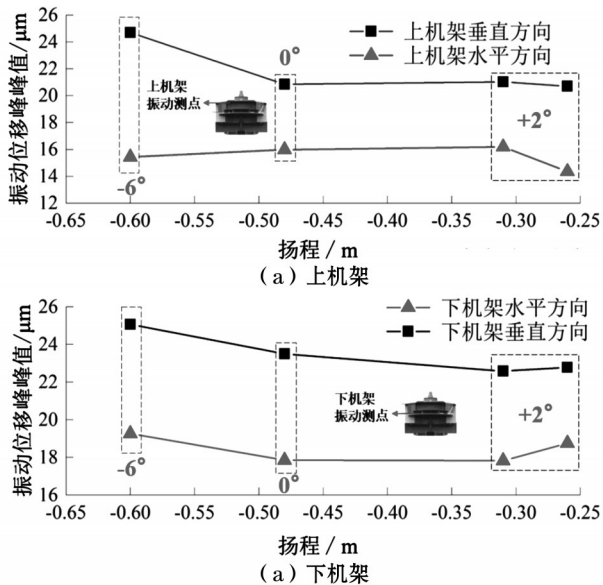 26
24
22
20
18
16
14
12
振动位移峰峰值/μm
上机架垂直方向
上机架水平方向
0°
上机架
振动测点
+2°
-6°
-0.65 -0.60 -0.55 -0.50 -0.45 -0.40 -0.35 -0.30 -0.25
扬程/m
（a）上机架
26
24
22
20
18
16
振动位移峰峰值/μm
下机架水平方向
下机架垂直方向
下机架
振动测点
+2°
-6°
0°
-0.65 -0.60 -0.55 -0.50 -0.45 -0.40 -0.35 -0.30 -0.25
扬程/m
（a）下机架